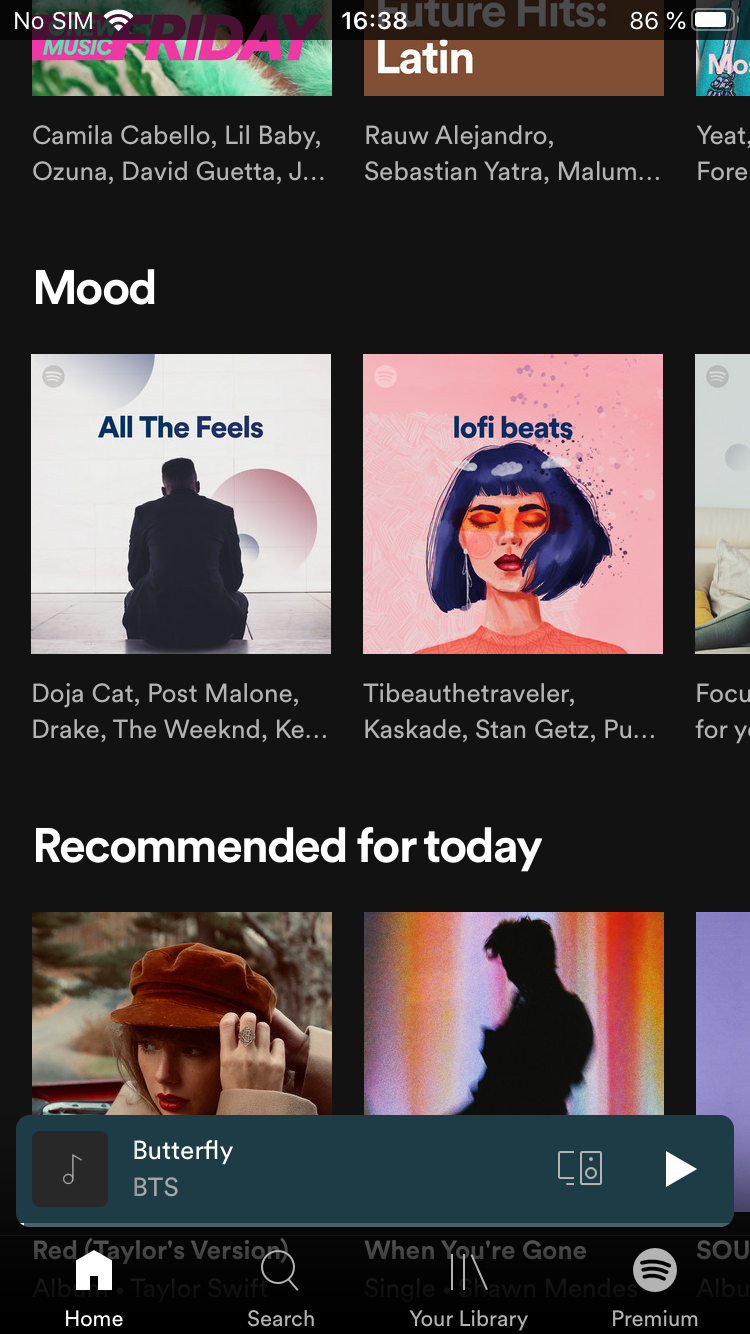 No SIM
16:38
86 %
NEW
MUSIC FRIDAY
Future Hits:
Latin
Mos
Camila Cabello, Lil Baby,
Ozuna, David Guetta, J...
Rauw Alejandro,
Sebastian Yatra, Malum...
Yeat,
Fore
Mood
All The Feels
lofi beats
Doja Cat, Post Malone,
Drake, The Weeknd, Ke...
Tibeauthetraveler,
Kaskade, Stan Getz, Pu...
Focu
for yo
Recommended for today
Butterfly
BTS
Red (Taylor's Version)
Album • Taylor Swift
When You're Gone
Single • Shawn Mendes
SOU
Albu
Home
Search
Your Library
Premium